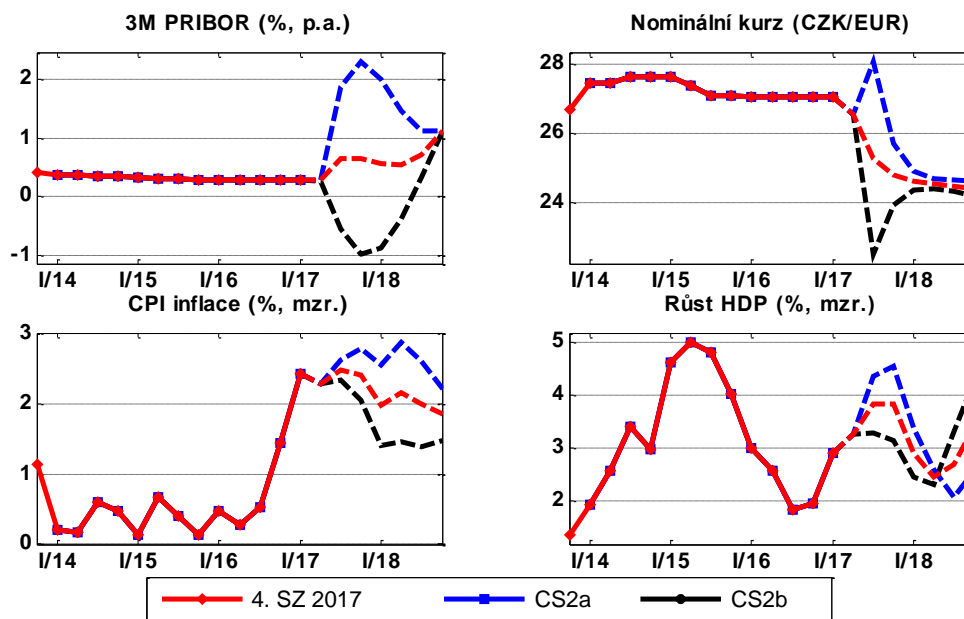 3M PRIBOR (%, p.a.)
2
1
0
-1
I/14 I/15 I/16 I/17 I/18
Nominální kurz (CZK/EUR)
28
26
24
I/14 I/15 I/16 I/17 I/18
CPI inflace (%, mzr.)
3
2
1
0
I/14 I/15 I/16 I/17 I/18
Růst HDP (%, mzr.)
5
4
3
2
I/14 I/15 I/16 I/17 I/18
4. SZ 2017 CS2a CS2b